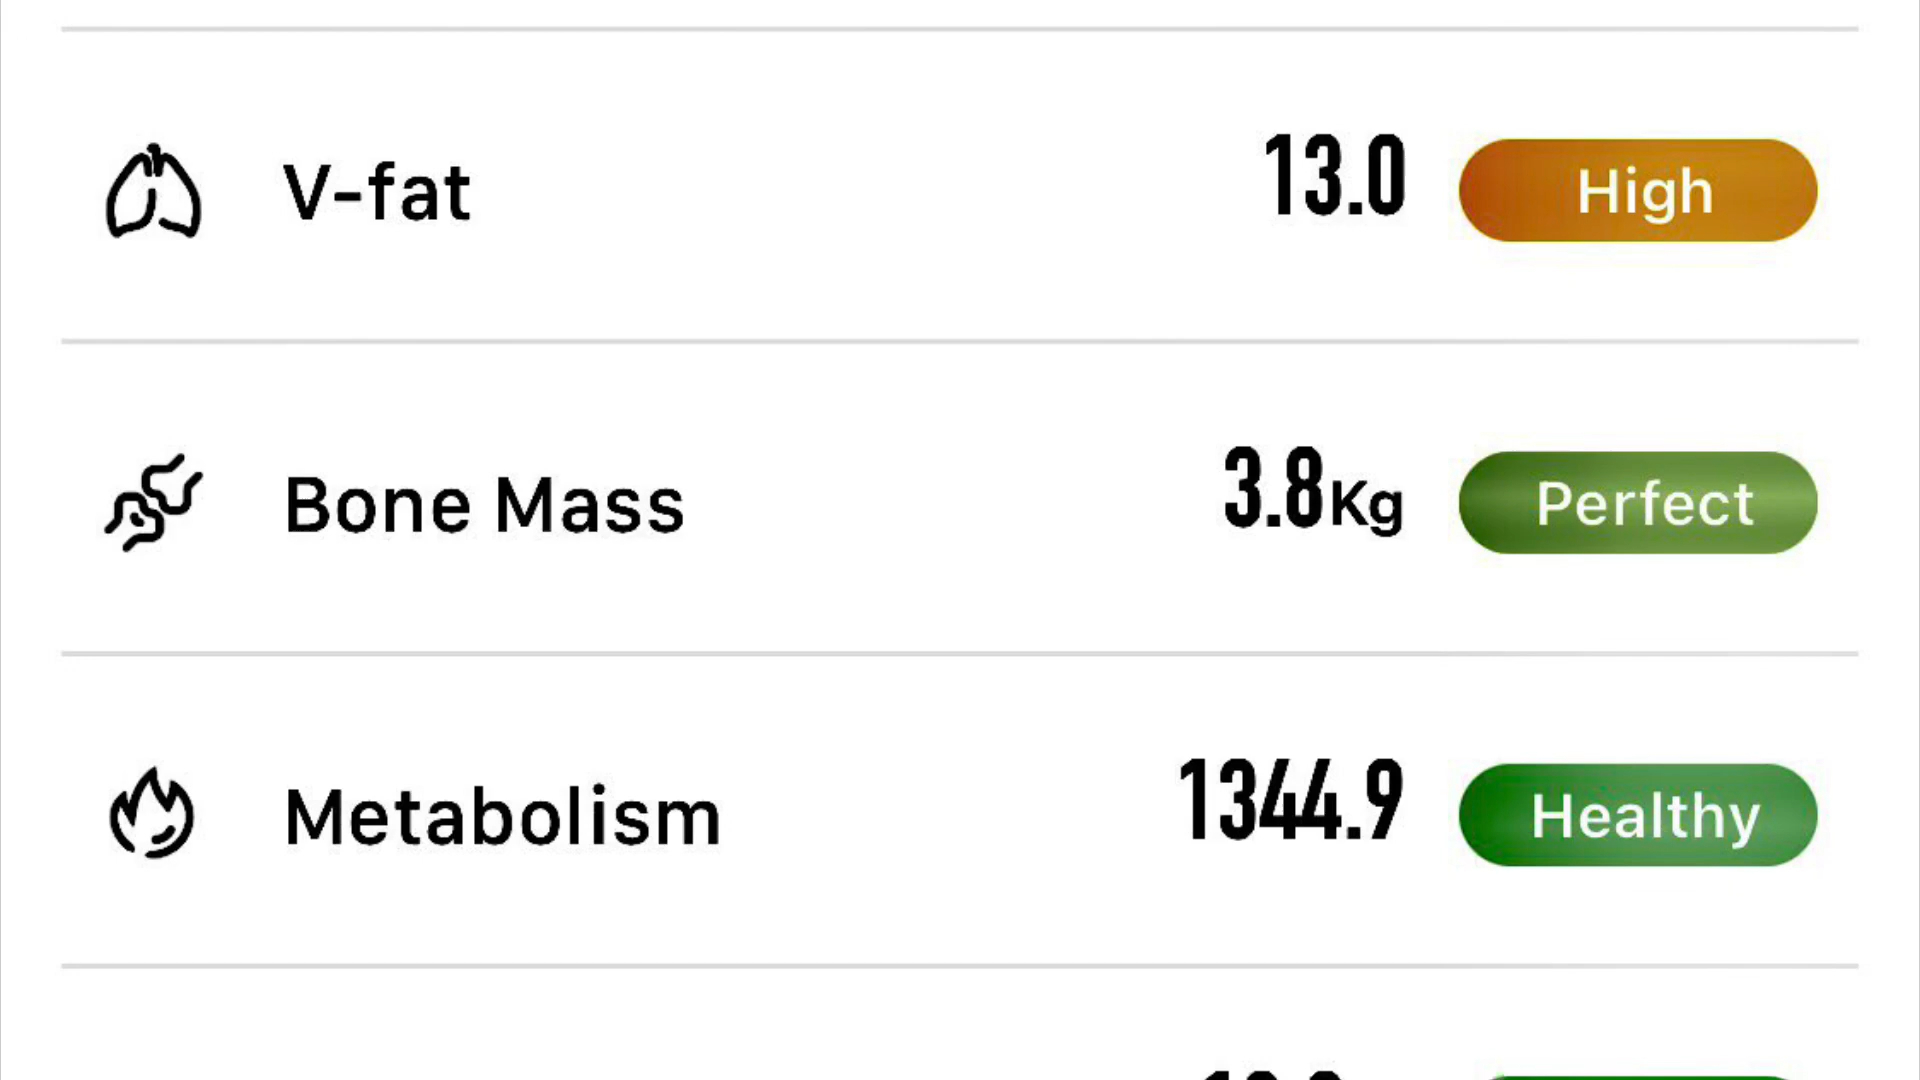 V-fat 13.0 High
Bone Mass 3.8Kg Perfect
Metabolism 1344.9 Healthy